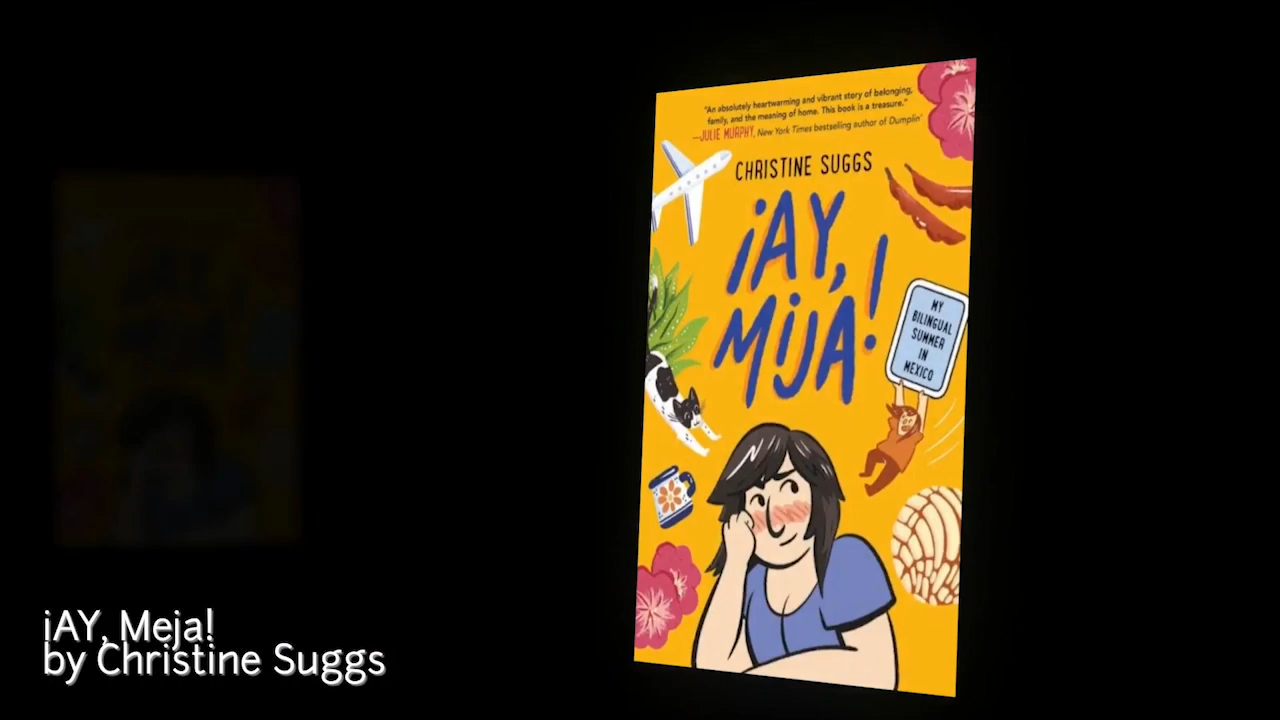 "An absolutely heartwarming and vibrant story of belonging,
family, and the meaning of home. This book is a treasure."
—JULIE MURPHY, New York Times bestselling author of Dumplin'
CHRISTINE SUGGS
¡AY,
MIJA!
MY
BILINGUAL
SUMMER
IN
MEXICO
¡AY, Meja!
by Christine Suggs